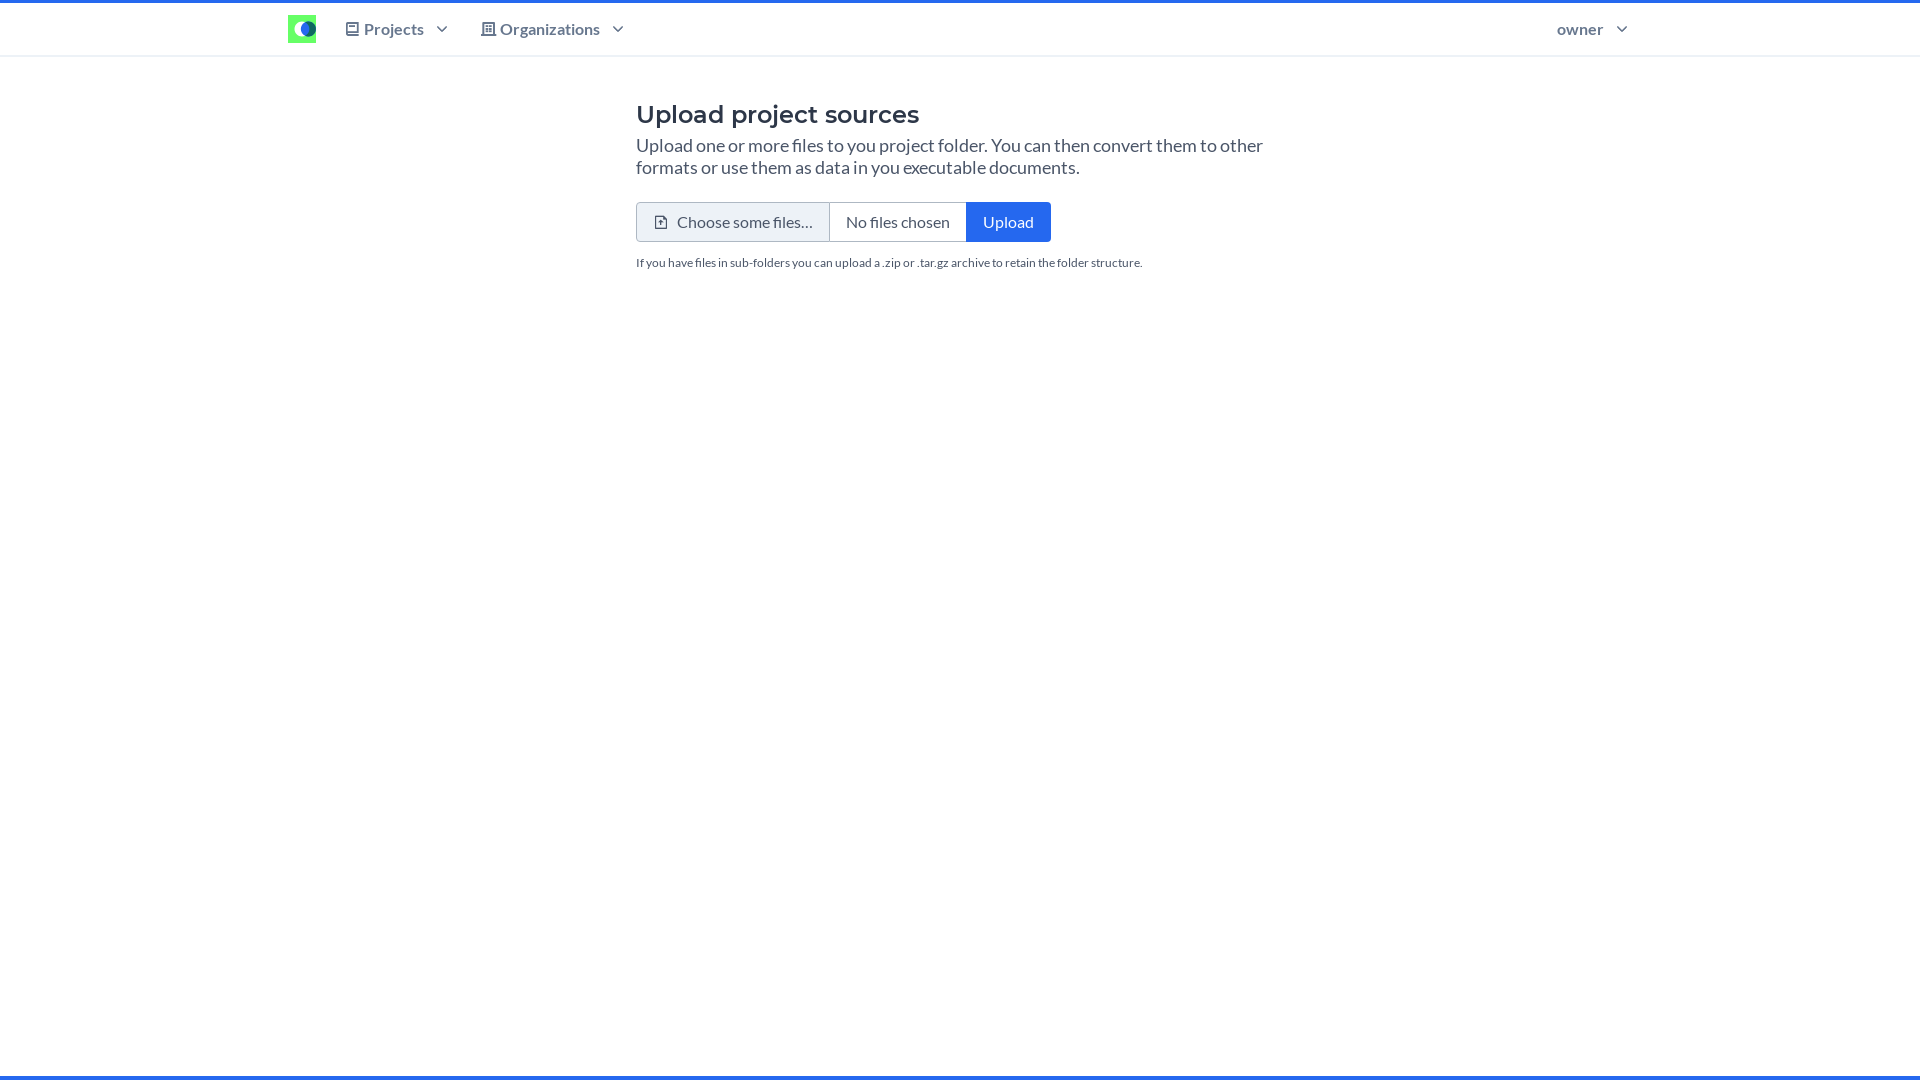 Projects
Organizations
owner
Upload project sources
Upload one or more files to you project folder. You can then convert them to other
formats or use them as data in you executable documents.
Choose some files...
No files chosen
Upload
If you have files in sub-folders you can upload a .zip or .tar.gz archive to retain the folder structure.